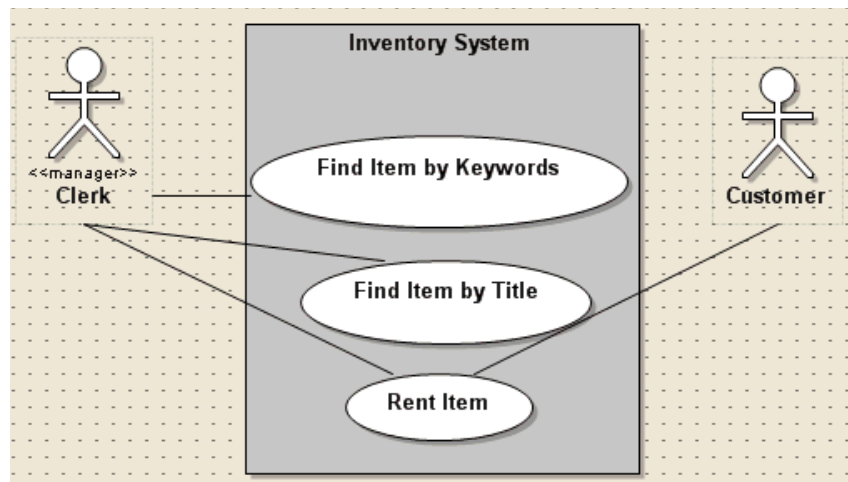 Inventory System
Find Item by Keywords
<<manager>>
Clerk
Customer
Find Item by Title
Rent Item